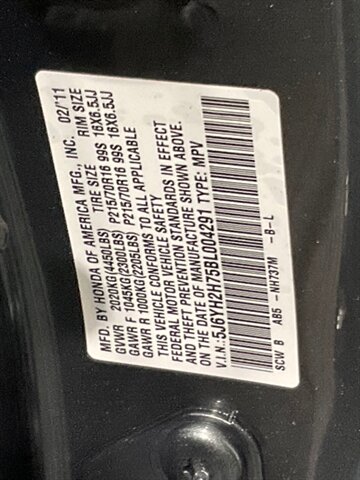 MFD. BY HONDA OF AMERICA MFG., INC. 02/'11
TIRE SIZE RIM SIZE
GVWR 2020KG(4450LBS)
GAWR F 1045KG(2300LBS) P215/70R16 99S 16X6.5JJ
GAWR R 1000KG(2205LBS) P215/70R16 99S 16X6.5JJ
THIS VEHICLE CONFORMS TO ALL APPLICABLE
FEDERAL MOTOR VEHICLE SAFETY
AND THEFT PREVENTION STANDARDS IN EFFECT
ON THE DATE OF MANUFACTURE SHOWN ABOVE.
V.I.N.:5J6YH2H75BL004291 TYPE: MPV
SCW B AB5 -NH737M -B-L